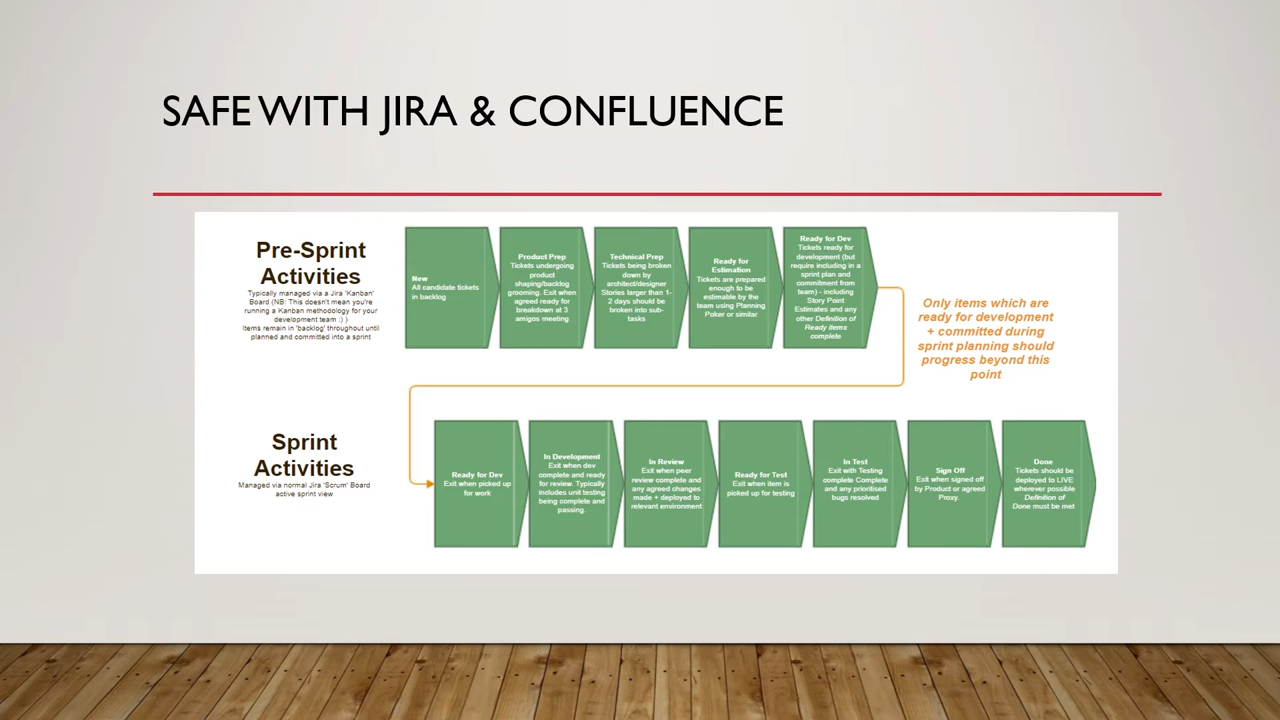 SAFE WITH JIRA & CONFLUENCE
Pre-Sprint
Activities
Typically managed via a Jira 'Kanban'
Board (NB: This doesn't mean you're
running a Kanban methodology for your
development team :) )
Items remain in 'backlog' throughout until
planned and committed into a sprint
New
All candidate tickets
in backlog
Product Prep
Tickets undergoing
product
shaping/backlog
grooming. Exit when
agreed ready for
breakdown at 3
amigos meeting
Technical Prep
Tickets being broken
down by
architect/designer
Stories larger than 1-
2 days should be
broken into sub-
tasks
Ready for
Estimation
Tickets are prepared
enough to be
estimable by the
team using Planning
Poker or similar
Ready for Dev
Tickets ready for
development (but
require including in a
sprint plan and
commitment from
team) - including
Story Point
Estimates and any
other Definition of
Ready items
complete
Only items which are
ready for development
+ committed during
sprint planning should
progress beyond this
point
Sprint
Activities
Managed via normal Jira 'Scrum' Board
active sprint view
Ready for Dev
Exit when picked up
for work
In Development
Exit when dev
complete and ready
for review. Typically
includes unit testing
being complete and
passing.
In Review
Exit when peer
review complete and
any agreed changes
made + deployed to
relevant environment
Ready for Test
Exit when item is
picked up for testing
In Test
Exit with Testing
complete Complete
and any prioritised
bugs resolved
Sign Off
Exit when signed off
by Product or agreed
Proxy.
Done
Tickets should be
deployed to LIVE
wherever possible
Definition of
Done must be met